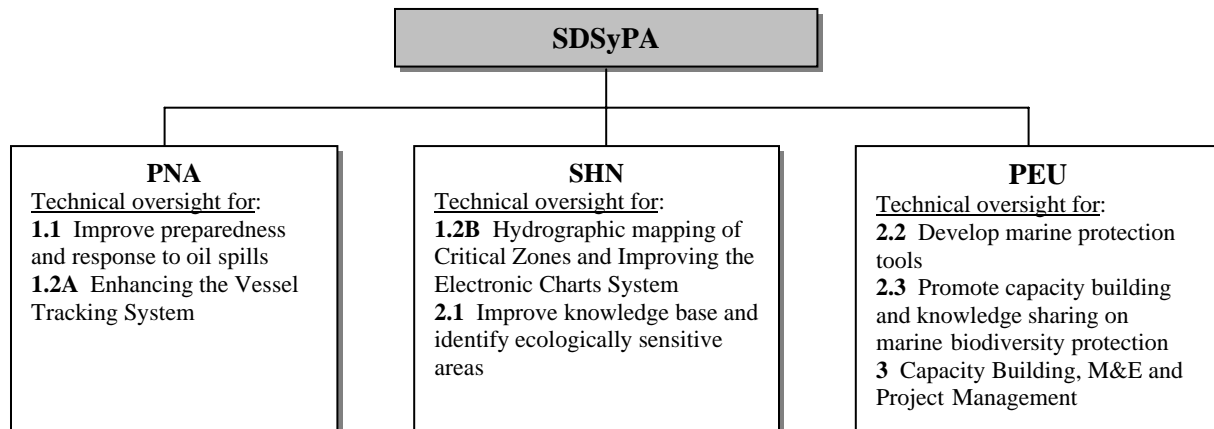 SDSyPA
PNA
Technical oversight for:
1.1 Improve preparedness
and response to oil spills
1.2A Enhancing the Vessel
Tracking System
SHN
Technical oversight for:
1.2B Hydrographic mapping of
Critical Zones and Improving the
Electronic Charts System
2.1 Improve knowledge base and
identify ecologically sensitive
areas
PEU
Technical oversight for:
2.2 Develop marine protection
tools
2.3 Promote capacity building
and knowledge sharing on
marine biodiversity protection
3 Capacity Building, M&E and
Project Management